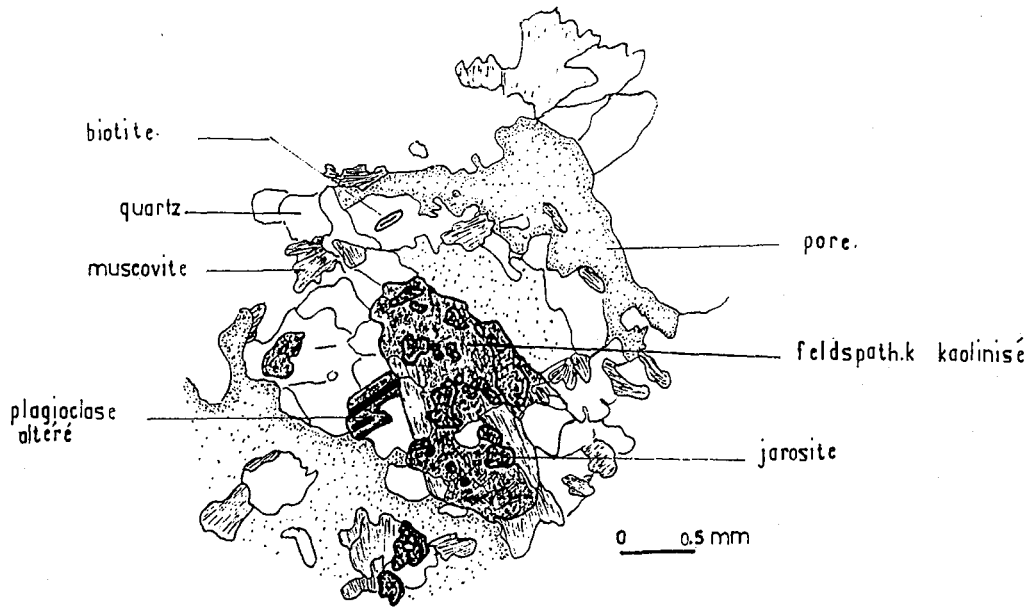 biotite.
quartz
muscovite
pore.
feldspath.k kaolinisé
plagioclase
altéré
jarosite
0 0.5 mm